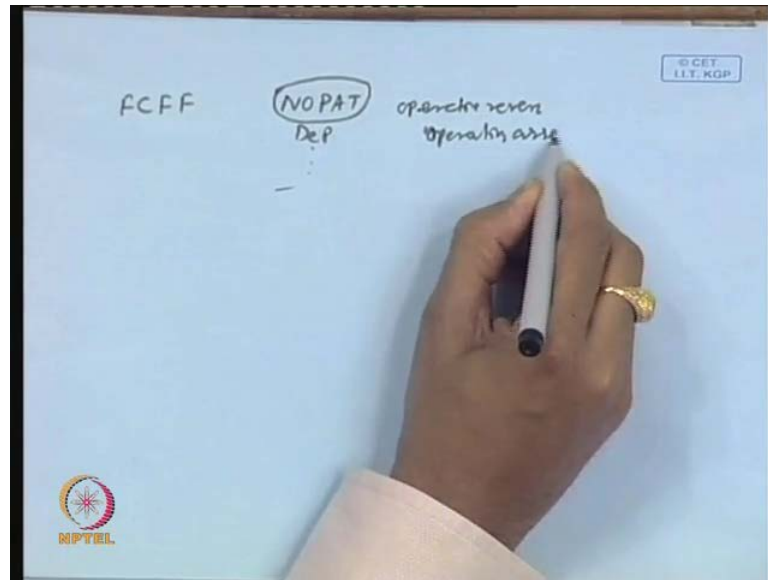 © CET
I.I.T. KGP
FCFF NOPAT operating reven
Dep operating asse
NPTEL